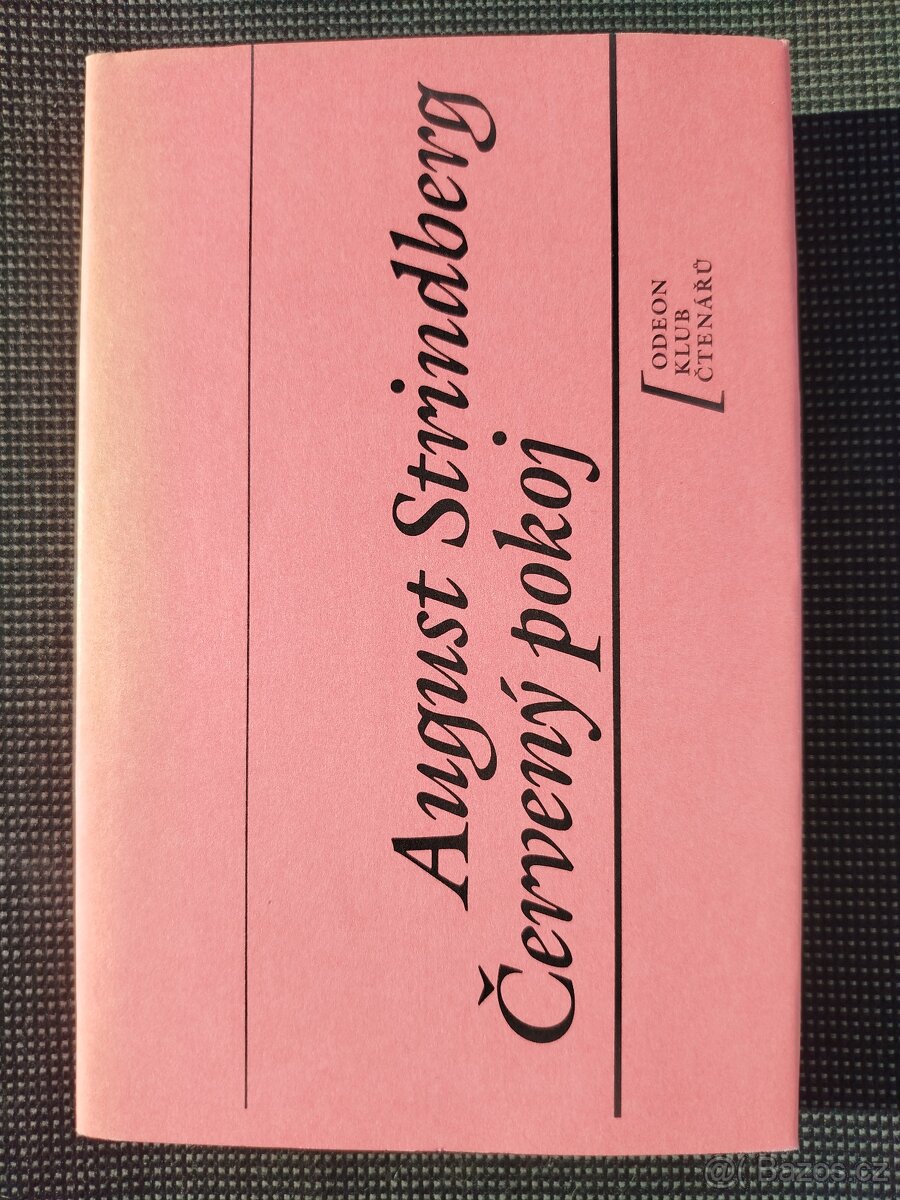 August Strindberg
Červený pokoj
[ODEON
KLUB
ČTENÁŘŮ
@( Bazos.cz